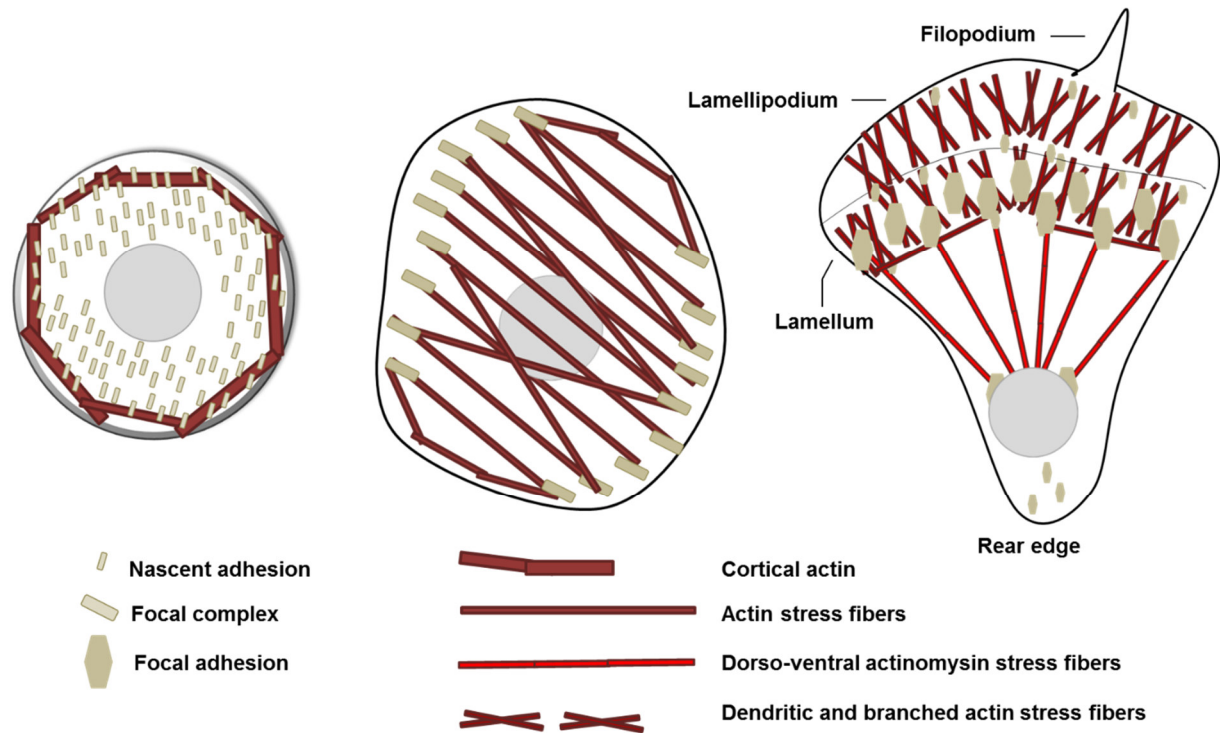 Filopodium
Lamellipodium
Lamellum
Rear edge
Nascent adhesion
Focal complex
Focal adhesion
Cortical actin
Actin stress fibers
Dorso-ventral actinomysin stress fibers
Dendritic and branched actin stress fibers